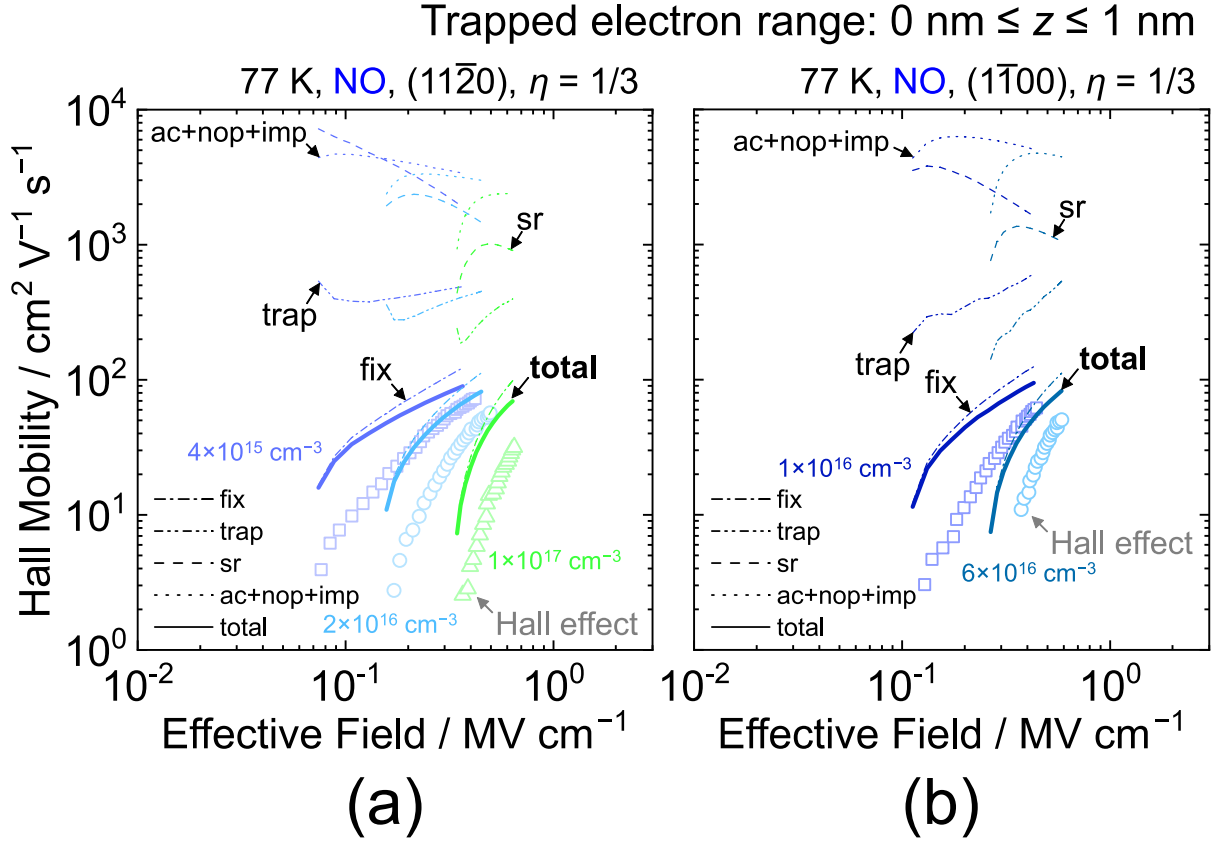 Trapped electron range: 0 nm ≤ z ≤ 1 nm
77 K, NO, (112̅0), η = 1/3
77 K, NO, (11̅00), η = 1/3
Hall Mobility / cm² V⁻¹ s⁻¹
10⁴
10³
10²
10¹
10⁰
ac+nop+imp
sr
trap
fix
total
4×10¹⁵ cm⁻³
2×10¹⁶ cm⁻³
1×10¹⁷ cm⁻³
Hall effect
fix
trap
sr
ac+nop+imp
total
10⁻² 10⁻¹ 10⁰
Effective Field / MV cm⁻¹
(a)
ac+nop+imp
sr
trap
fix
total
1×10¹⁶ cm⁻³
6×10¹⁶ cm⁻³
Hall effect
fix
trap
sr
ac+nop+imp
total
10⁻² 10⁻¹ 10⁰
Effective Field / MV cm⁻¹
(b)